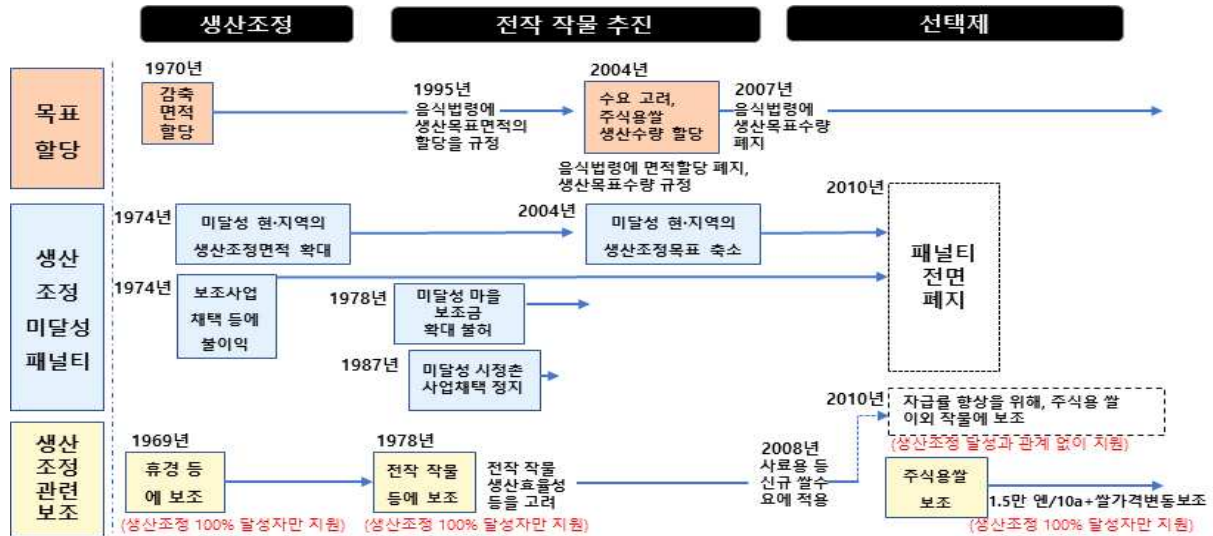 생산조정
전작 작물 추진
선택제
목표
할당
1970년
감축
면적
할당
1995년
음식법령에
생산목표면적의
할당을 규정
2004년
수요 고려,
주식용쌀
생산수량 할당
음식법령에 면적할당 폐지,
생산목표수량 규정
2007년
음식법령에
생산목표수량
폐지
생산
조정
미달성
패널티
1974년
미달성 현·지역의
생산조정면적 확대
2004년
미달성 현·지역의
생산조정목표 축소
2010년
패널티
전면
폐지
1974년
보조사업
채택 등에
불이익
1978년
미달성 마을
보조금
확대 불허
1987년
미달성 시정촌
사업채택 정지
생산
조정
관련
보조
1969년
휴경 등
에 보조
(생산조정 100% 달성자만 지원)
1978년
전작 작물
등에 보조
(생산조정 100% 달성자만 지원)
전작 작물
생산효율성
등을 고려
2008년
사료용 등
신규 쌀수
요에 적용
2010년
자급률 향상을 위해, 주식용 쌀
이외 작물에 보조
(생산조정 달성과 관계 없이 지원)
주식용쌀
보조
1.5만 엔/10a+쌀가격변동보조
(생산조정 100% 달성자만 지원)